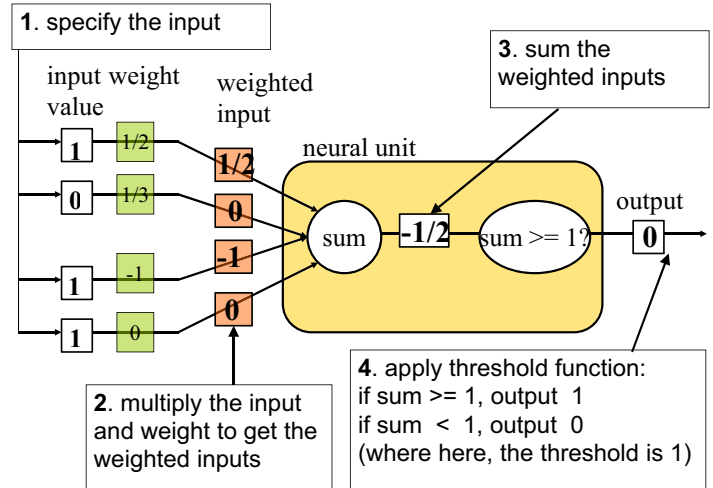 1. specify the input
input weight
value
weighted
input
3. sum the
weighted inputs
neural unit
1
1/2
1/2
0
1/3
0
sum
-1/2
sum >= 1?
output
0
1
-1
-1
1
0
0
2. multiply the input
and weight to get the
weighted inputs
4. apply threshold function:
if sum >= 1, output 1
if sum < 1, output 0
(where here, the threshold is 1)